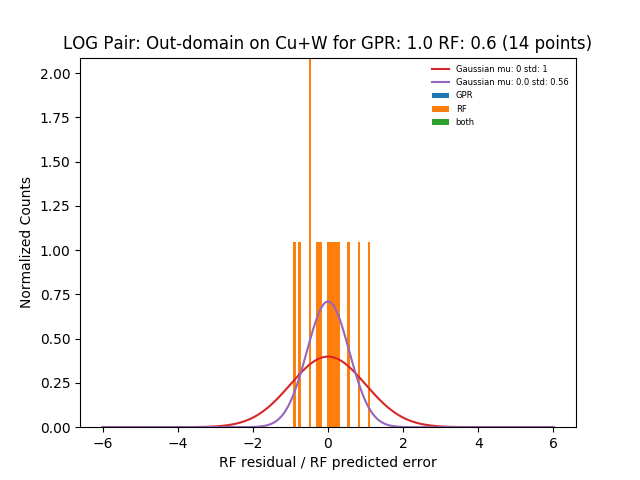 LOG Pair: Out-domain on Cu+W for GPR: 1.0 RF: 0.6 (14 points)
Gaussian mu: 0 std: 1
Gaussian mu: 0.0 std: 0.56
GPR
RF
both
Normalized Counts
2.00
1.75
1.50
1.25
1.00
0.75
0.50
0.25
0.00
−6 −4 −2 0 2 4 6
RF residual / RF predicted error